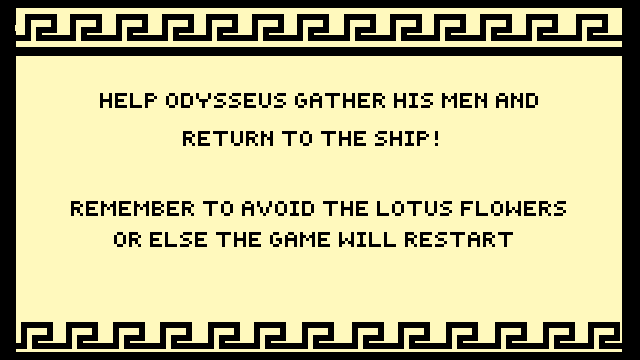 HELP ODYSSEUS GATHER HIS MEN AND
RETURN TO THE SHIP!
REMEMBER TO AVOID THE LOTUS FLOWERS
OR ELSE THE GAME WILL RESTART